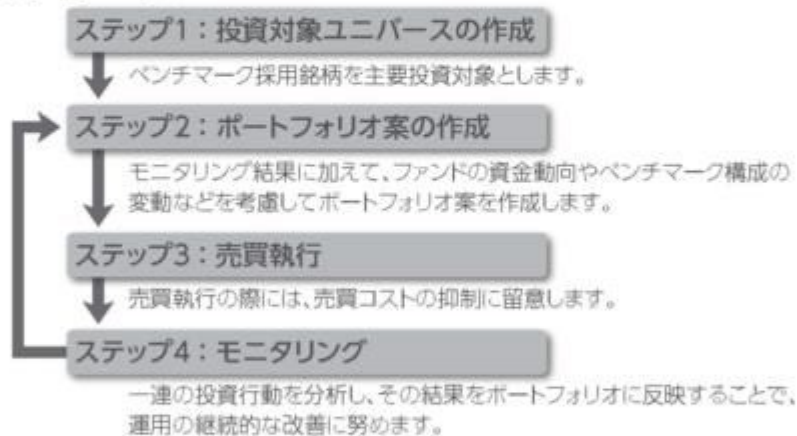 ステップ1：投資対象ユニバースの作成
ベンチマーク採用銘柄を主要投資対象とします。
ステップ2：ポートフォリオ案の作成
モニタリング結果に加えて、ファンドの資金動向やベンチマーク構成の
変動などを考慮してポートフォリオ案を作成します。
ステップ3：売買執行
売買執行の際には、売買コストの抑制に留意します。
ステップ4：モニタリング
一連の投資行動を分析し、その結果をポートフォリオに反映することで、
運用の継続的な改善に努めます。